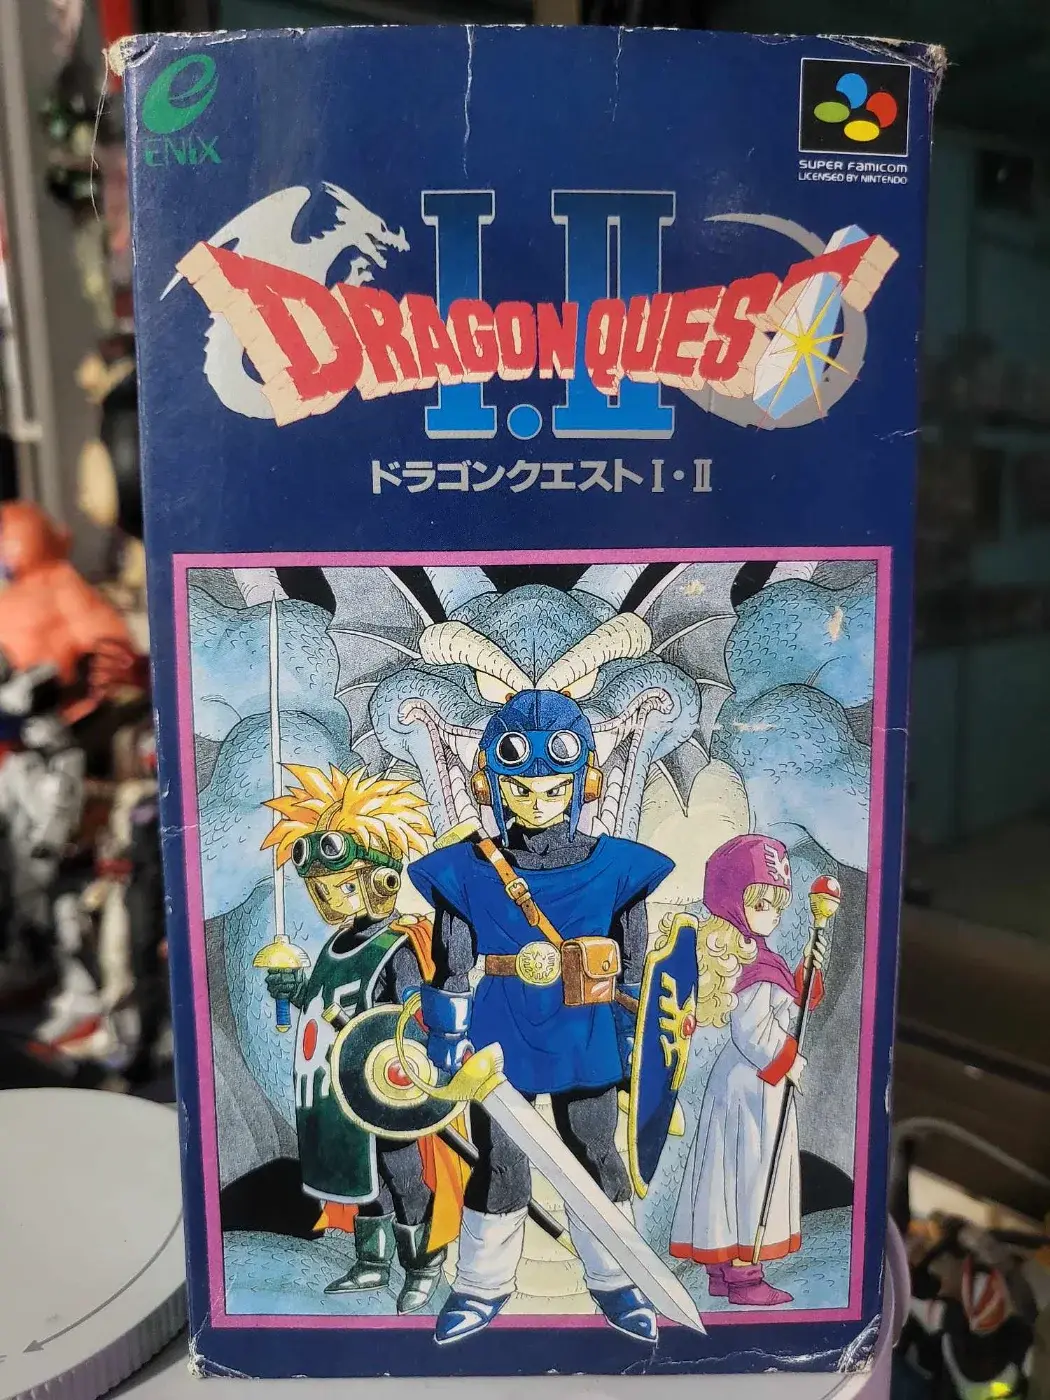 ENIX
SUPER FAMICOM
LICENSED BY NINTENDO
I・II
DRAGON QUEST
ドラゴンクエストI・II